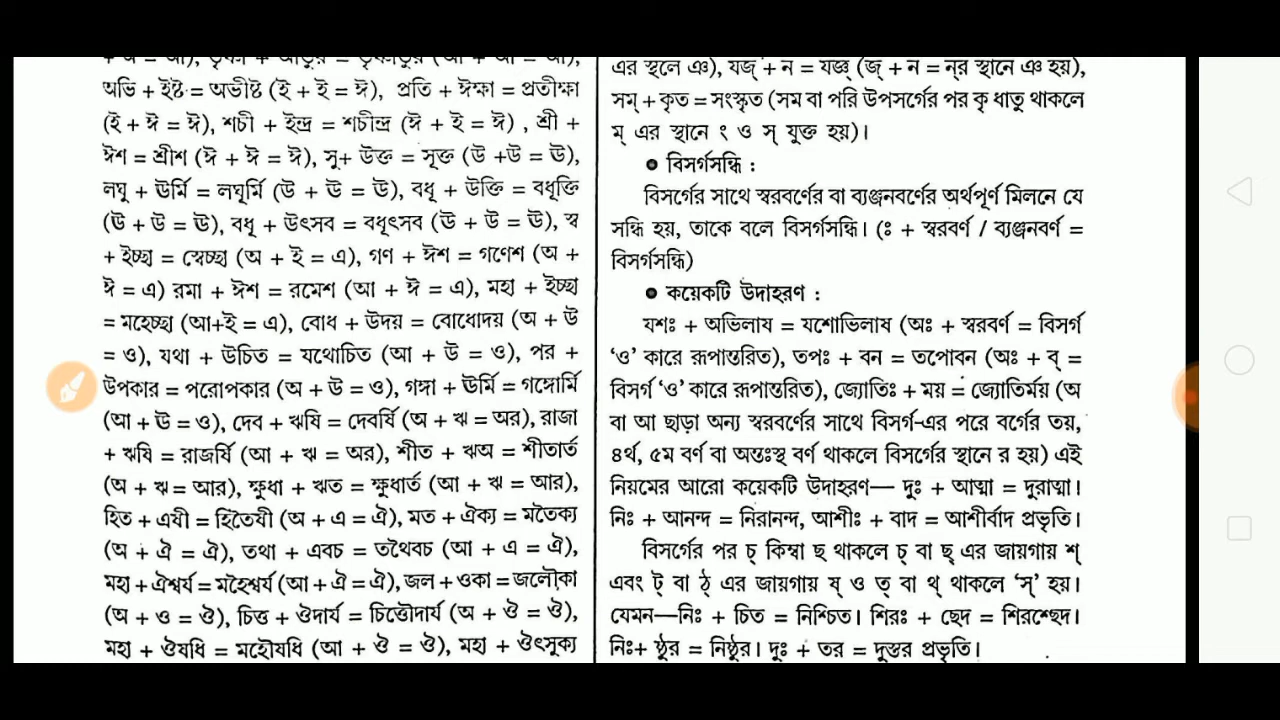 অভি + ইষ্ট = অভীষ্ট (ই + ই = ঈ), প্রতি + ঈক্ষা = প্রতীক্ষা
(ই + ঈ = ঈ), শচী + ইন্দ্র = শচীন্দ্র (ঈ + ই = ঈ) , শ্রী +
ঈশ = শ্রীশ (ঈ + ঈ = ঈ), সু+ উক্ত = সূক্ত (উ +উ = ঊ),
লঘু + ঊর্মি = লঘূর্মি (উ + ঊ = ঊ), বধূ + উক্তি = বধূক্তি
(ঊ + উ = ঊ), বধূ + উৎসব = বধূৎসব (ঊ + উ = ঊ), স্ব
+ ইচ্ছা = স্বেচ্ছা (অ + ই = এ), গণ + ঈশ = গণেশ (অ +
ঈ = এ) রমা + ঈশ = রমেশ (আ + ঈ = এ), মহা + ইচ্ছা
= মহেচ্ছা (আ+ই = এ), বোধ + উদয় = বোধোদয় (অ + উ
= ও), যথা + উচিত = যথোচিত (আ + উ = ও), পর +
উপকার = পরোপকার (অ + উ = ও), গঙ্গা + ঊর্মি = গঙ্গোর্মি
(আ + ঊ = ও), দেব + ঋষি = দেবর্ষি (অ + ঋ = অর), রাজা
+ ঋষি = রাজর্ষি (আ + ঋ = অর), শীত + ঋত = শীতার্ত
(অ + ঋ = আর), ক্ষুধা + ঋত = ক্ষুধার্ত (আ + ঋ = আর),
হিত + এষী = হিতৈষী (অ + এ = ঐ), মত + ঐক্য = মতৈক্য
(অ + ঐ = ঐ), তথা + এবচ = তথৈবচ (আ + এ = ঐ),
মহা + ঐশ্বর্য = মহৈশ্বর্য (আ + ঐ = ঐ), জল + ওকা = জলৌকা
(অ + ও = ঔ), চিত্ত + ঔদার্য = চিত্তৌদার্য (অ + ঔ = ঔ),
মহা + ঔষধি = মহৌষধি (আ + ঔ = ঔ), মহা + ঔৎসুক্য
এর স্থলে ঞ), যজ্ + ন = যজ্ঞ (জ্ + ন = ন্‌র স্থানে ঞ হয়),
সম্ + কৃত = সংস্কৃত (সম বা পরি উপসর্গের পর কৃ ধাতু থাকলে
ম্ এর স্থানে ং ও স্ যুক্ত হয়)।
● বিসর্গসন্ধি :
বিসর্গের সাথে স্বরবর্ণের বা ব্যঞ্জনবর্ণের অর্থপূর্ণ মিলনে যে
সন্ধি হয়, তাকে বলে বিসর্গসন্ধি। (ঃ + স্বরবর্ণ / ব্যঞ্জনবর্ণ =
বিসর্গসন্ধি)
● কয়েকটি উদাহরণ :
যশঃ + অভিলাষ = যশোভিলাষ (অঃ + স্বরবর্ণ = বিসর্গ
‘ও’ কারে রূপান্তরিত), তপঃ + বন = তপোবন (অঃ + ব্ =
বিসর্গ ‘ও’ কারে রূপান্তরিত), জ্যোতিঃ + ময় = জ্যোতির্ময় (অ
বা আ ছাড়া অন্য স্বরবর্ণের সাথে বিসর্গ-এর পরে বর্গের ৩য়,
৪র্থ, ৫ম বর্ণ বা অন্তঃস্থ বর্ণ থাকলে বিসর্গের স্থানে র হয়) এই
নিয়মের আরো কয়েকটি উদাহরণ— দুঃ + আত্মা = দুরাত্মা।
নিঃ + আনন্দ = নিরানন্দ, আশীঃ + বাদ = আশীর্বাদ প্রভৃতি।
বিসর্গের পর চ্ কিম্বা ছ থাকলে চ্ বা ছ্ এর জায়গায় শ্
এবং ট্ বা ঠ্ এর জায়গায় ষ্ ও ত্ বা থ্ থাকলে ‘স্’ হয়।
যেমন—নিঃ + চিত = নিশ্চিত। শিরঃ + ছেদ = শিরশ্ছেদ।
নিঃ+ ষ্ঠুর = নিষ্ঠুর। দুঃ + তর = দুস্তর প্রভৃতি।